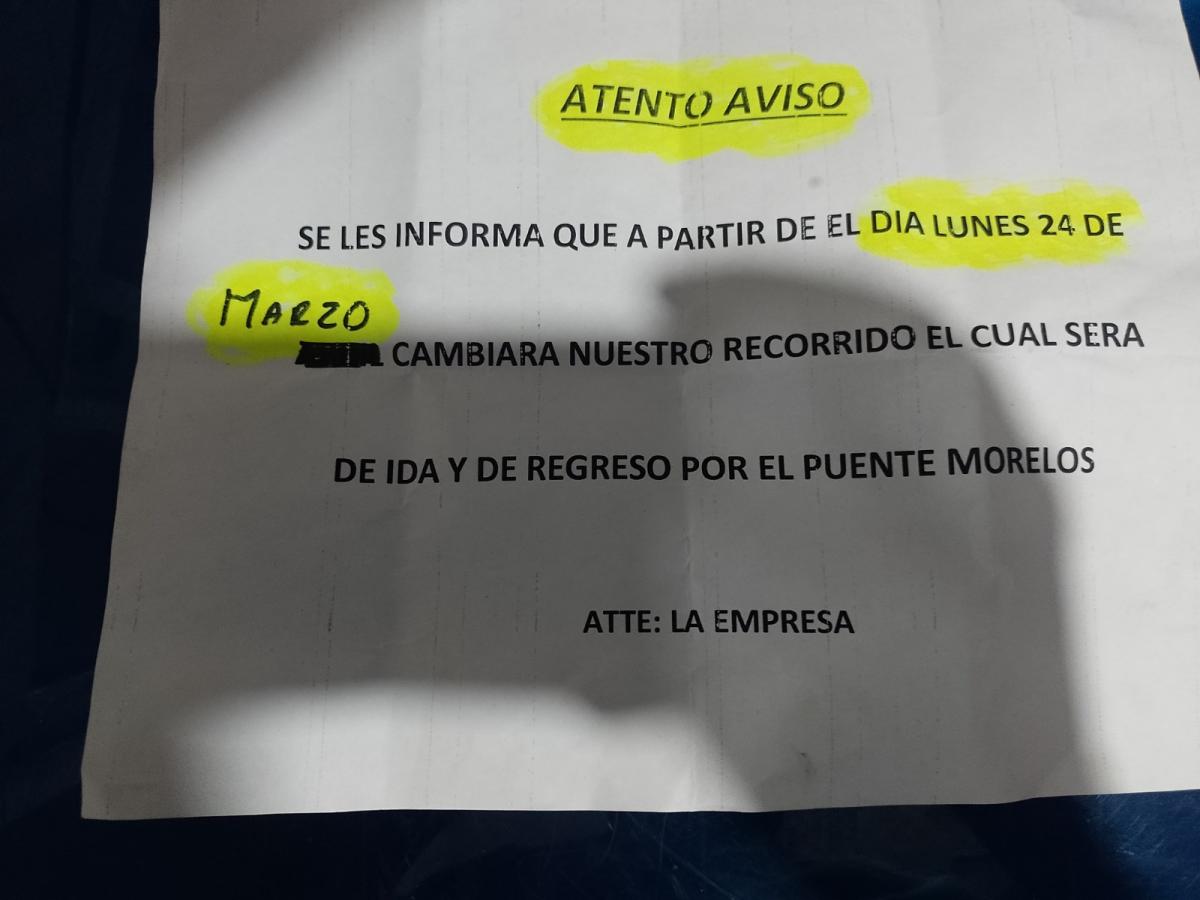 ATENTO AVISO
SE LES INFORMA QUE A PARTIR DE EL DIA LUNES 24 DE
MARZO
CAMBIARA NUESTRO RECORRIDO EL CUAL SERA
DE IDA Y DE REGRESO POR EL PUENTE MORELOS
ATTE: LA EMPRESA